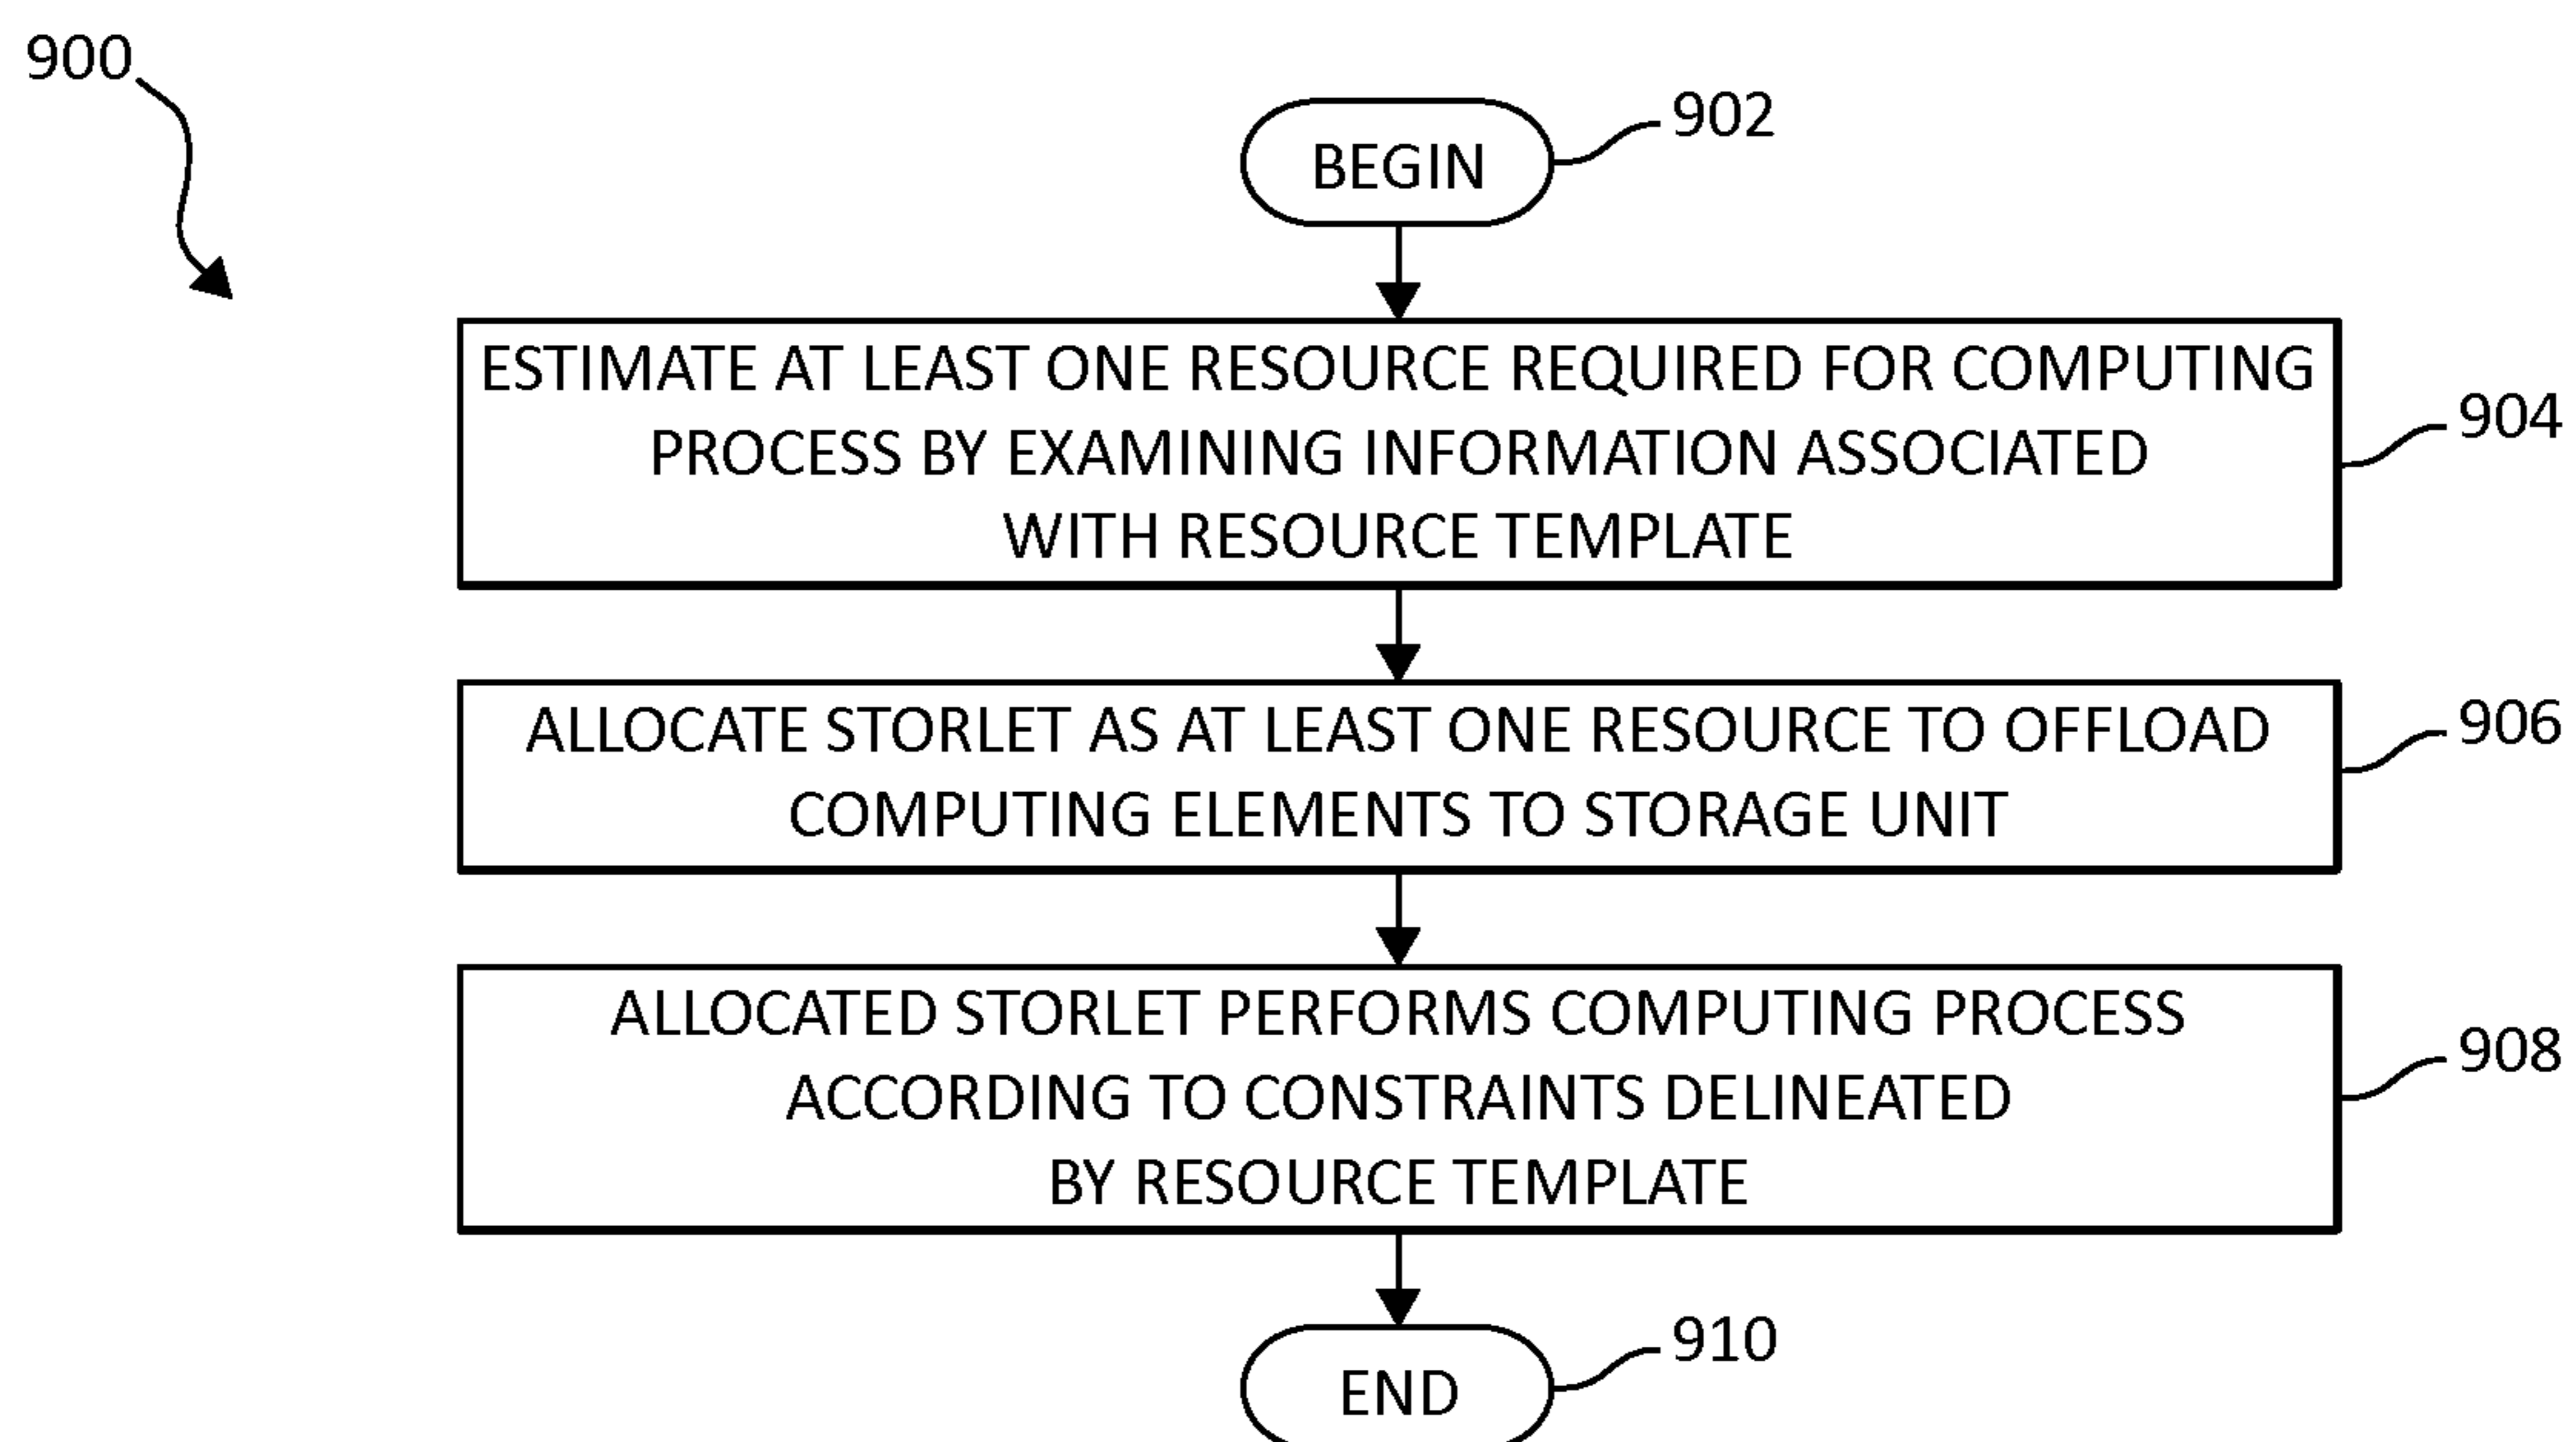 900
BEGIN
902
ESTIMATE AT LEAST ONE RESOURCE REQUIRED FOR COMPUTING
PROCESS BY EXAMINING INFORMATION ASSOCIATED
WITH RESOURCE TEMPLATE
904
ALLOCATE STORLET AS AT LEAST ONE RESOURCE TO OFFLOAD
COMPUTING ELEMENTS TO STORAGE UNIT
906
ALLOCATED STORLET PERFORMS COMPUTING PROCESS
ACCORDING TO CONSTRAINTS DELINEATED
BY RESOURCE TEMPLATE
908
END
910